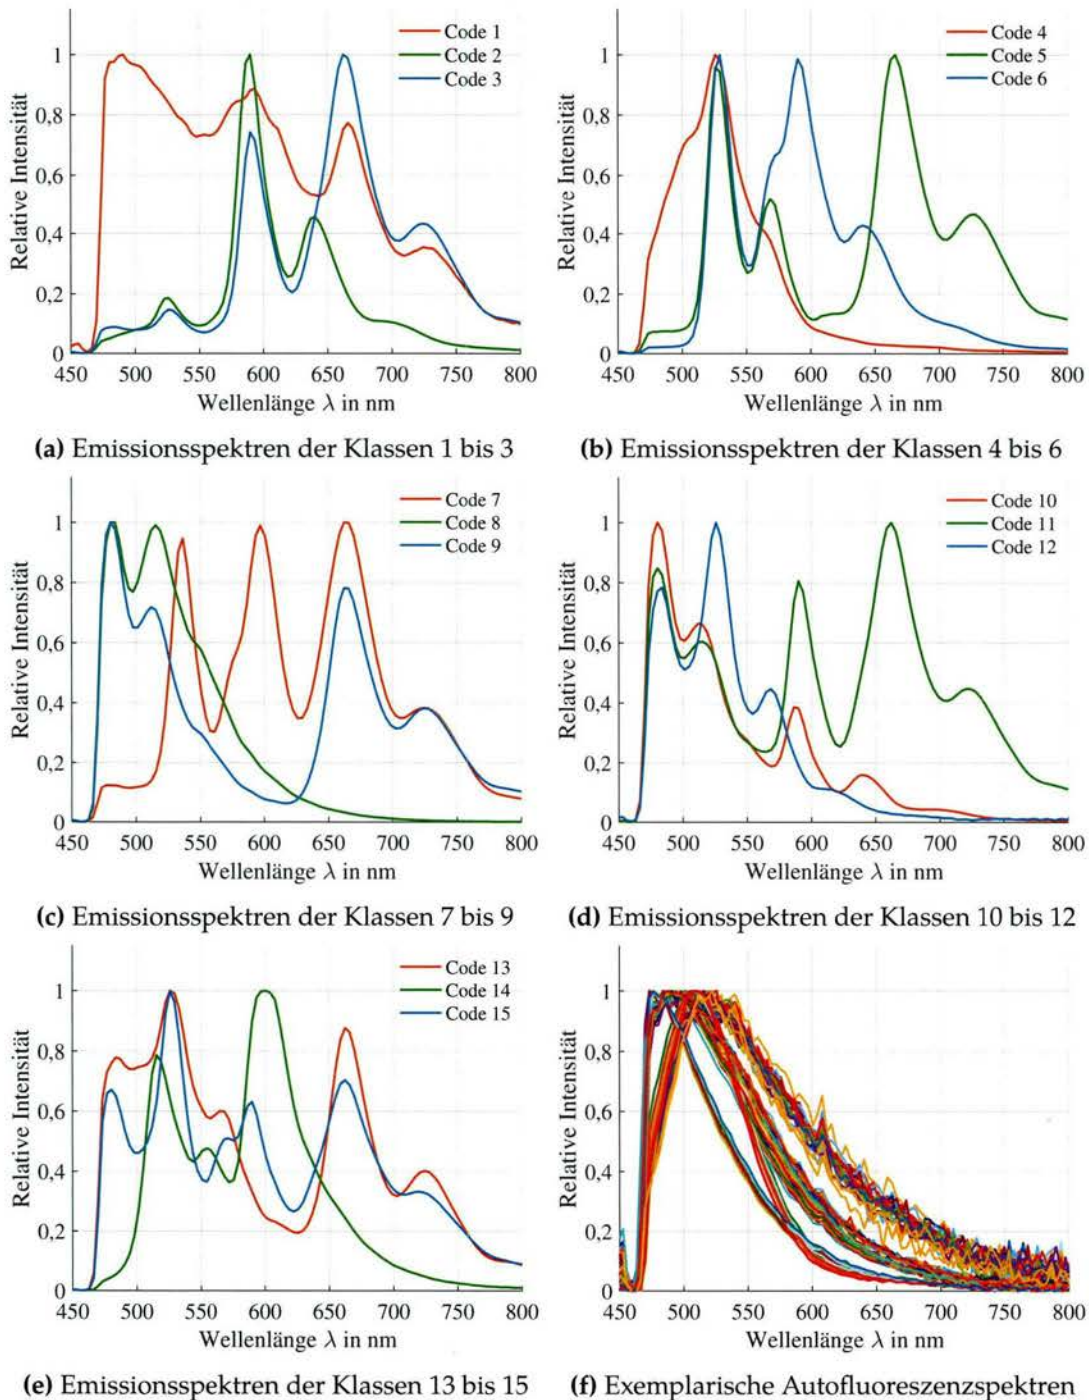 Code 1
Code 2
Code 3
1
0,8
0,6
0,4
0,2
0
Relative Intensität
450 500 550 600 650 700 750 800
Wellenlänge λ in nm
(a) Emissionsspektren der Klassen 1 bis 3
Code 4
Code 5
Code 6
1
0,8
0,6
0,4
0,2
0
Relative Intensität
450 500 550 600 650 700 750 800
Wellenlänge λ in nm
(b) Emissionsspektren der Klassen 4 bis 6
Code 7
Code 8
Code 9
1
0,8
0,6
0,4
0,2
0
Relative Intensität
450 500 550 600 650 700 750 800
Wellenlänge λ in nm
(c) Emissionsspektren der Klassen 7 bis 9
Code 10
Code 11
Code 12
1
0,8
0,6
0,4
0,2
0
Relative Intensität
450 500 550 600 650 700 750 800
Wellenlänge λ in nm
(d) Emissionsspektren der Klassen 10 bis 12
Code 13
Code 14
Code 15
1
0,8
0,6
0,4
0,2
0
Relative Intensität
450 500 550 600 650 700 750 800
Wellenlänge λ in nm
(e) Emissionsspektren der Klassen 13 bis 15
1
0,8
0,6
0,4
0,2
0
Relative Intensität
450 500 550 600 650 700 750 800
Wellenlänge λ in nm
(f) Exemplarische Autofluoreszenzspektren